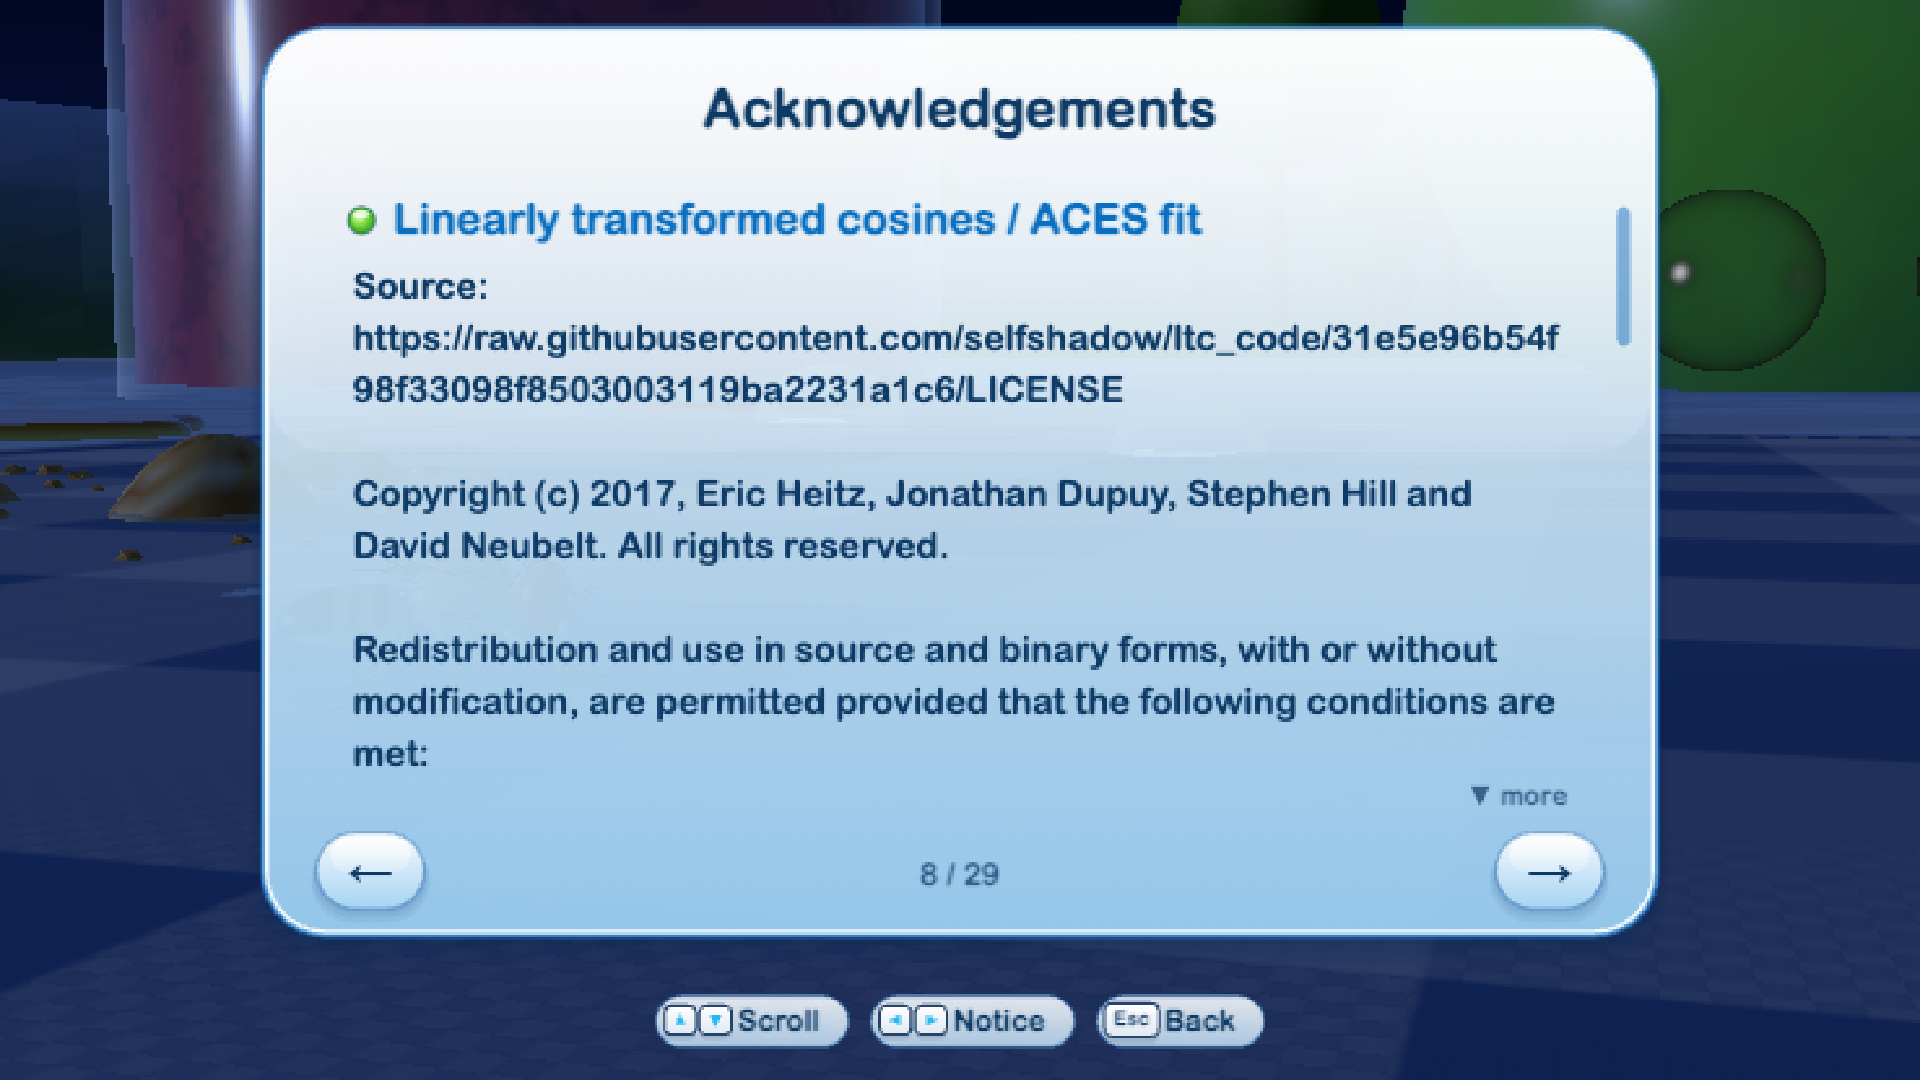 Acknowledgements
Linearly transformed cosines / ACES fit
Source:
https://raw.githubusercontent.com/selfshadow/ltc_code/31e5e96b54f
98f33098f8503003119ba2231a1c6/LICENSE
Copyright (c) 2017, Eric Heitz, Jonathan Dupuy, Stephen Hill and
David Neubelt. All rights reserved.
Redistribution and use in source and binary forms, with or without
modification, are permitted provided that the following conditions are
met:
▼ more
← 8 / 29 →
▲ ▼ Scroll ◀ ▶ Notice Esc Back